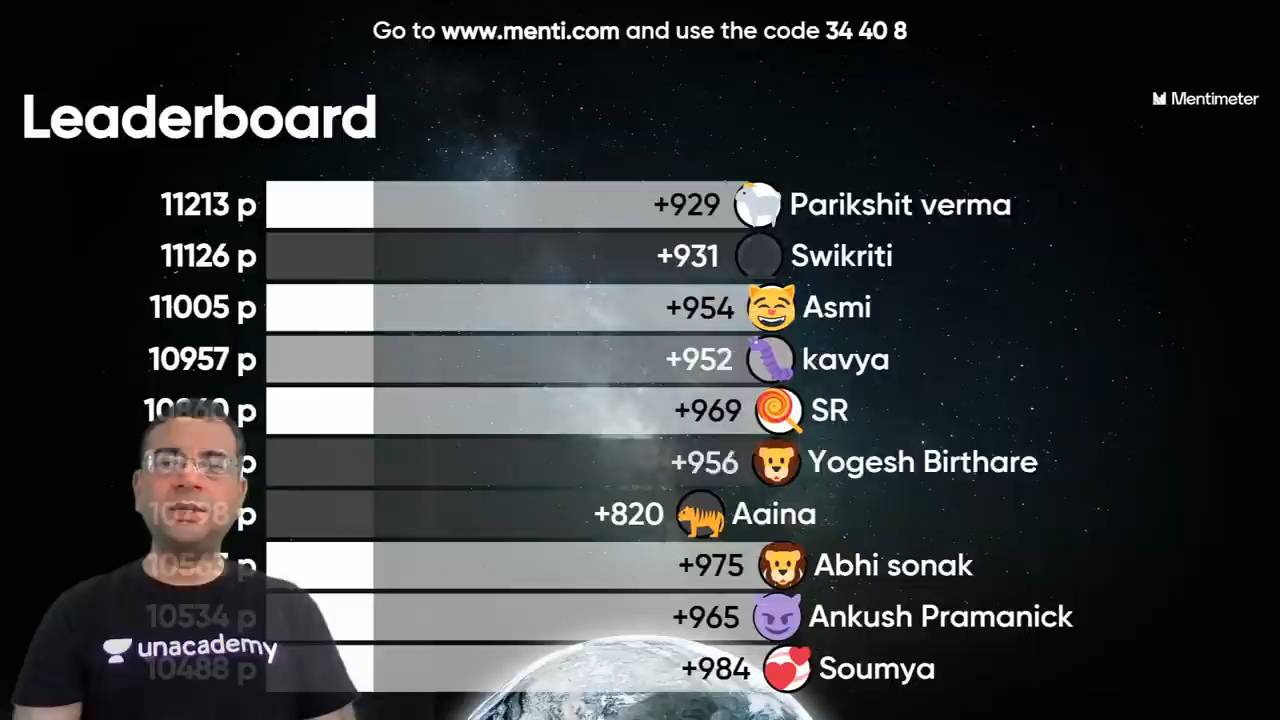 Go to www.menti.com and use the code 34 40 8
Leaderboard
Mentimeter
11213 p +929 Parikshit verma
11126 p +931 Swikriti
11005 p +954 Asmi
10957 p +952 kavya
p +969 SR
p +956 Yogesh Birthare
p +820 Aaina
p +975 Abhi sonak
10534 p +965 Ankush Pramanick
10488 p +984 Soumya
unacademy